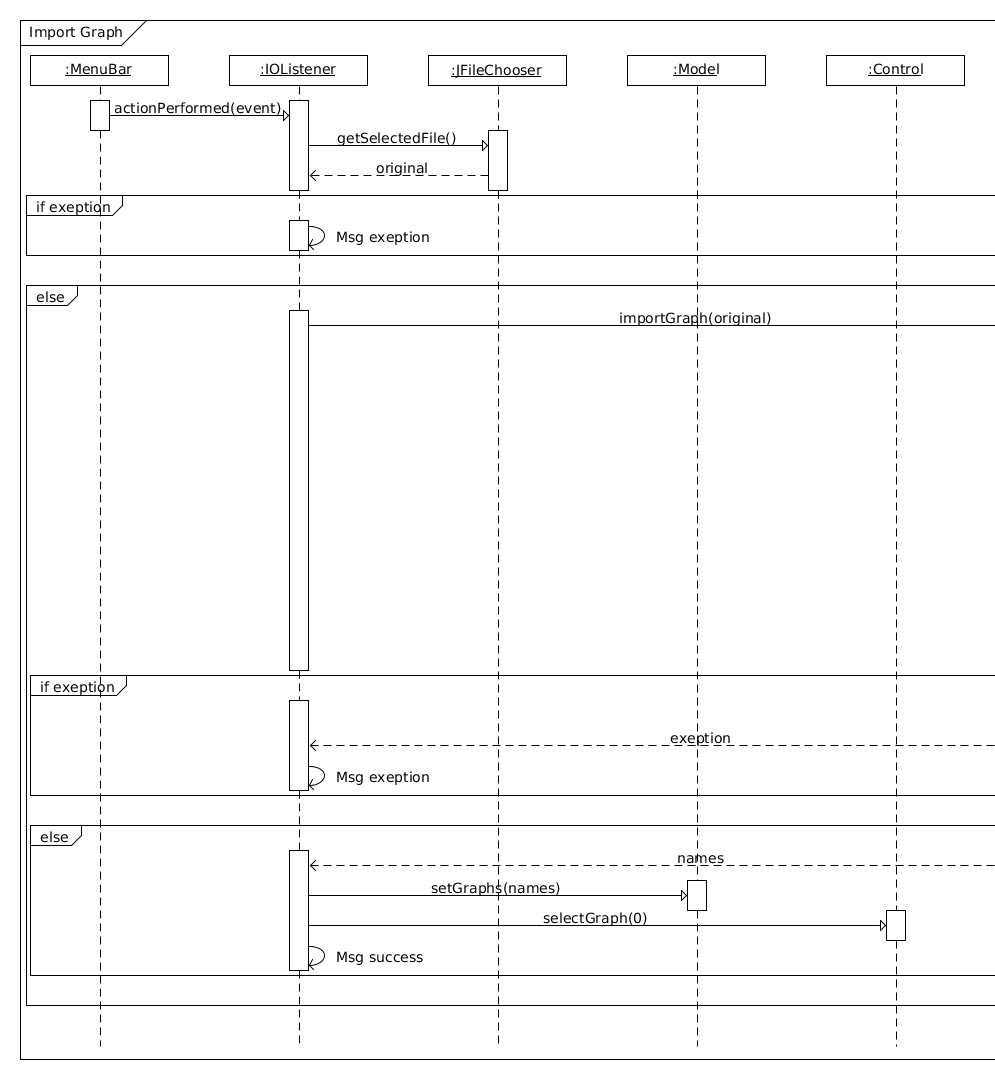 Import Graph
:MenuBar
:IOListener
:JFileChooser
:Model
:Control
actionPerformed(event)
getSelectedFile()
original
if exeption
Msg exeption
else
importGraph(original)
if exeption
exeption
Msg exeption
else
names
setGraphs(names)
selectGraph(0)
Msg success